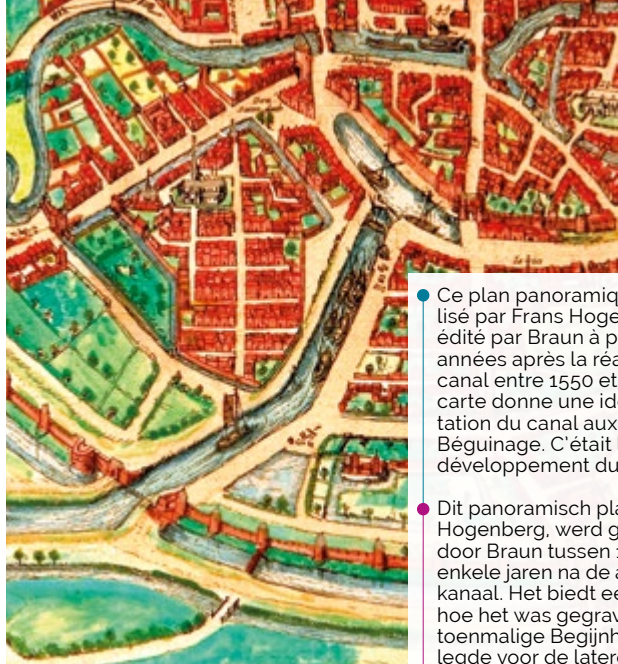 Ce plan panoramiq
lisé par Frans Hoge
édité par Braun à p
années après la réa
canal entre 1550 et
carte donne une id
tation du canal aux
Béguinage. C'était l
développement du
Dit panoramisch pla
Hogenberg, werd g
door Braun tussen
enkele jaren na de a
kanaal. Het biedt ee
hoe het was gegrav
toenmalige Begijnh
legde voor de latere